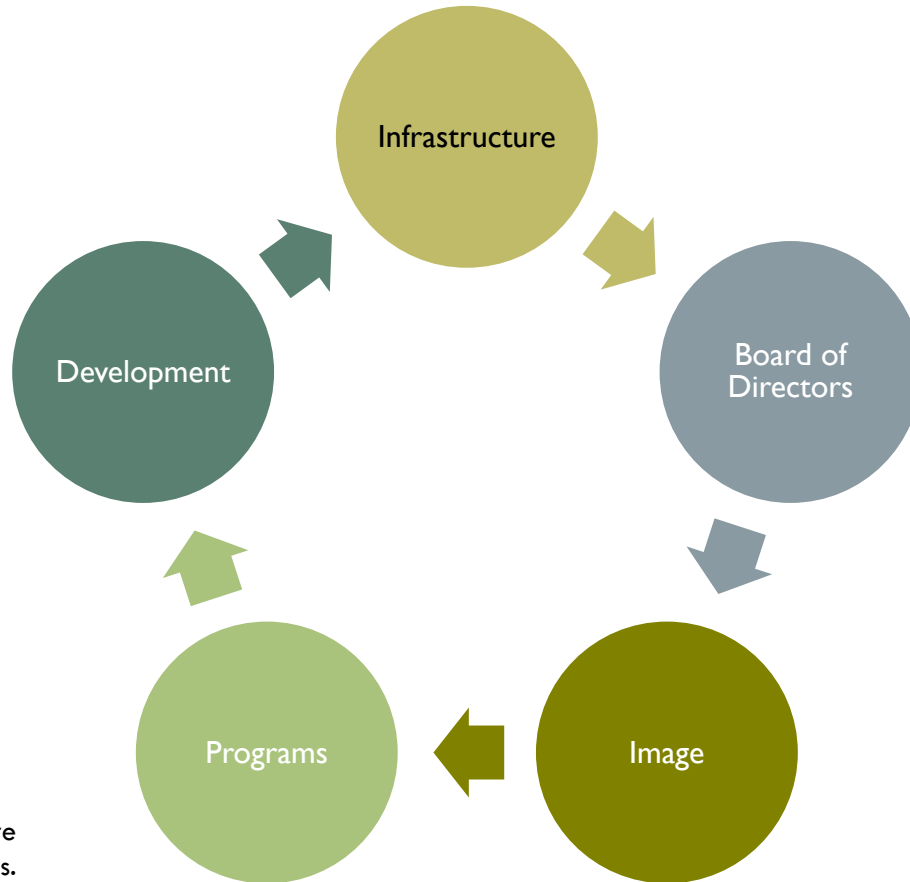 Infrastructure
Board of
Directors
Image
Programs
Development